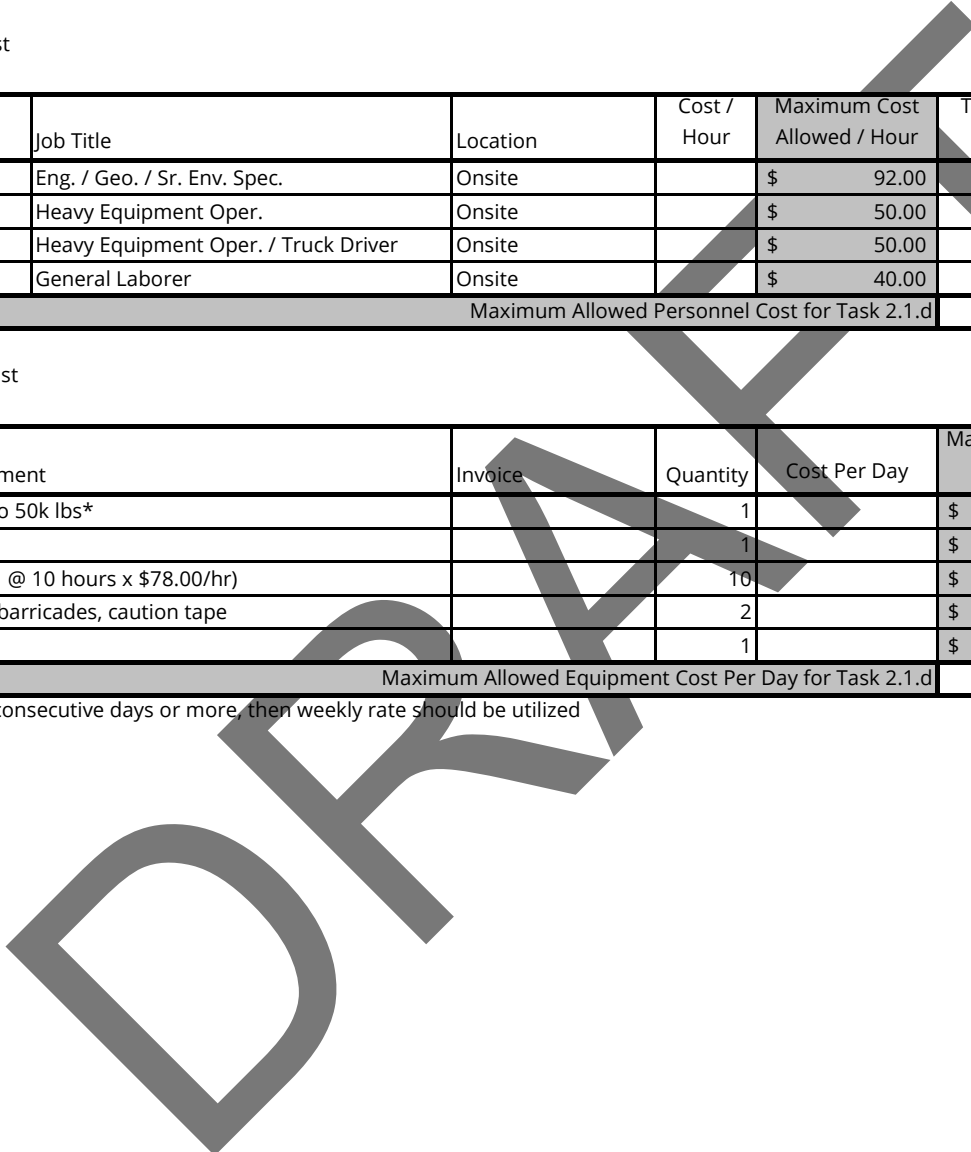 st
Job Title Location Cost / Hour Maximum Cost Allowed / Hour T
Eng. / Geo. / Sr. Env. Spec. Onsite $ 92.00
Heavy Equipment Oper. Onsite $ 50.00
Heavy Equipment Oper. / Truck Driver Onsite $ 50.00
General Laborer Onsite $ 40.00
Maximum Allowed Personnel Cost for Task 2.1.d
st
ment Invoice Quantity Cost Per Day Ma
o 50k lbs* 1 $
1 $
@ 10 hours x $78.00/hr) 10 $
barricades, caution tape 2 $
1 $
Maximum Allowed Equipment Cost Per Day for Task 2.1.d
consecutive days or more, then weekly rate should be utilized
DRAFT